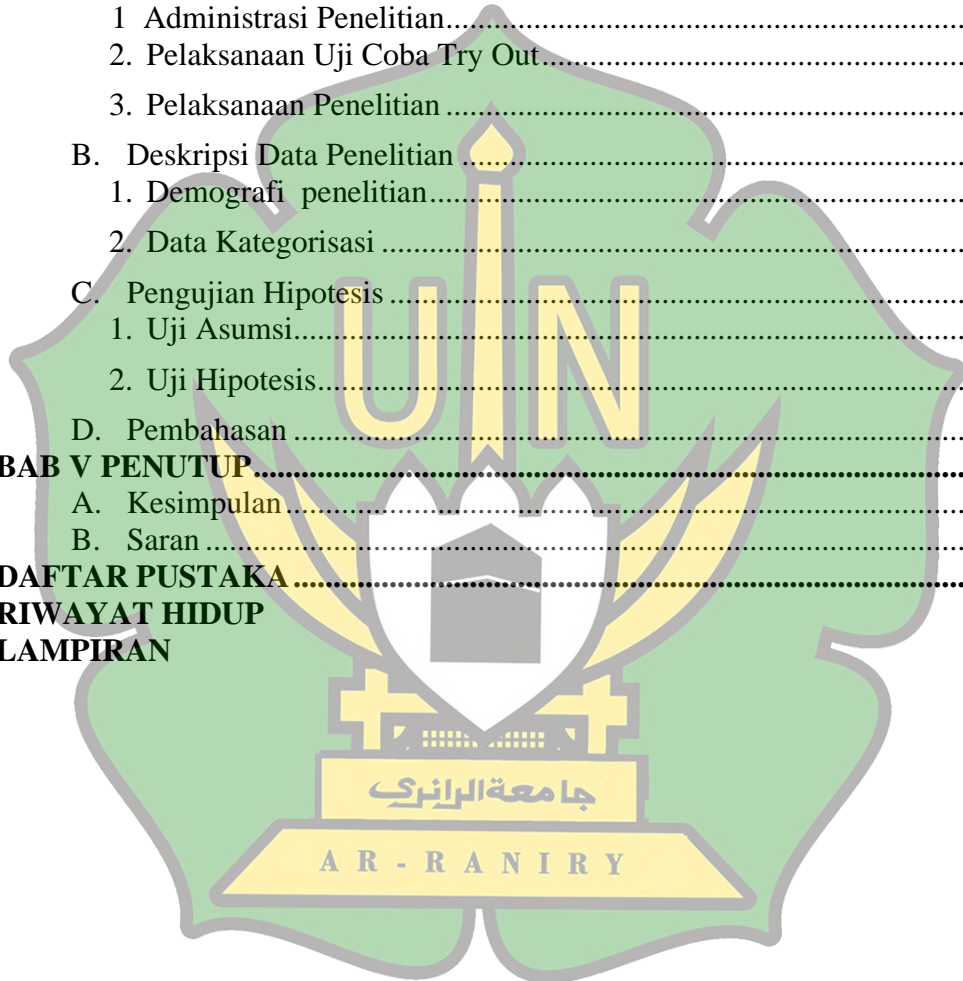 1 Administrasi Penelitian...........................................................................
2. Pelaksanaan Uji Coba Try Out............................................................
3. Pelaksanaan Penelitian ..........................................................................
B. Deskripsi Data Penelitian .........................................................................
1. Demografi penelitian.............................................................................
2. Data Kategorisasi ..................................................................................
C. Pengujian Hipotesis ..................................................................................
1. Uji Asumsi..............................................................................................
2. Uji Hipotesis..........................................................................................
D. Pembahasan ..............................................................................................
BAB V PENUTUP..........................................................................................
A. Kesimpulan...............................................................................................
B. Saran .........................................................................................................
DAFTAR PUSTAKA .....................................................................................
RIWAYAT HIDUP
LAMPIRAN
UIN
جامعة الرانري
AR - RANIRY